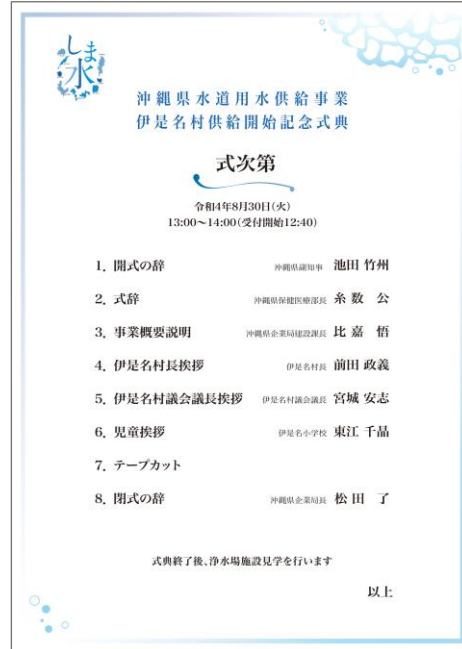 しま水
沖縄県水道用水供給事業
伊是名村供給開始記念式典
式次第
令和4年8月30日(火)
13:00～14:00(受付開始12:40)
1. 開式の辞 沖縄県副知事 池田 竹州
2. 式辞 沖縄県保健医療部長 糸数 公
3. 事業概要説明 沖縄県企業局建設課長 比嘉 悟
4. 伊是名村長挨拶 伊是名村長 前田 政義
5. 伊是名村議会議長挨拶 伊是名村議会議長 宮城 安志
6. 児童挨拶 伊是名小学校 東江 千晶
7. テープカット
8. 閉式の辞 沖縄県企業局長 松田 了
式典終了後、浄水場施設見学を行います
以上